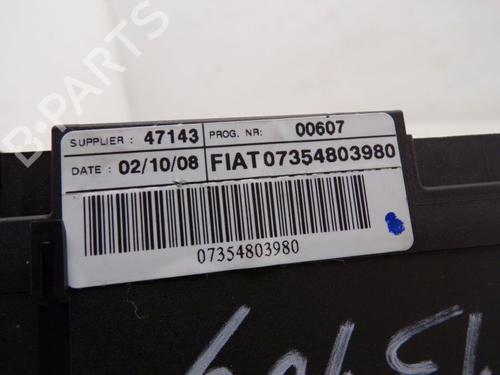 SUPPLIER : 47143 PROG. NR: 00607
DATE : 02/10/08 FIAT 07354803980
07354803980
B-PARTS